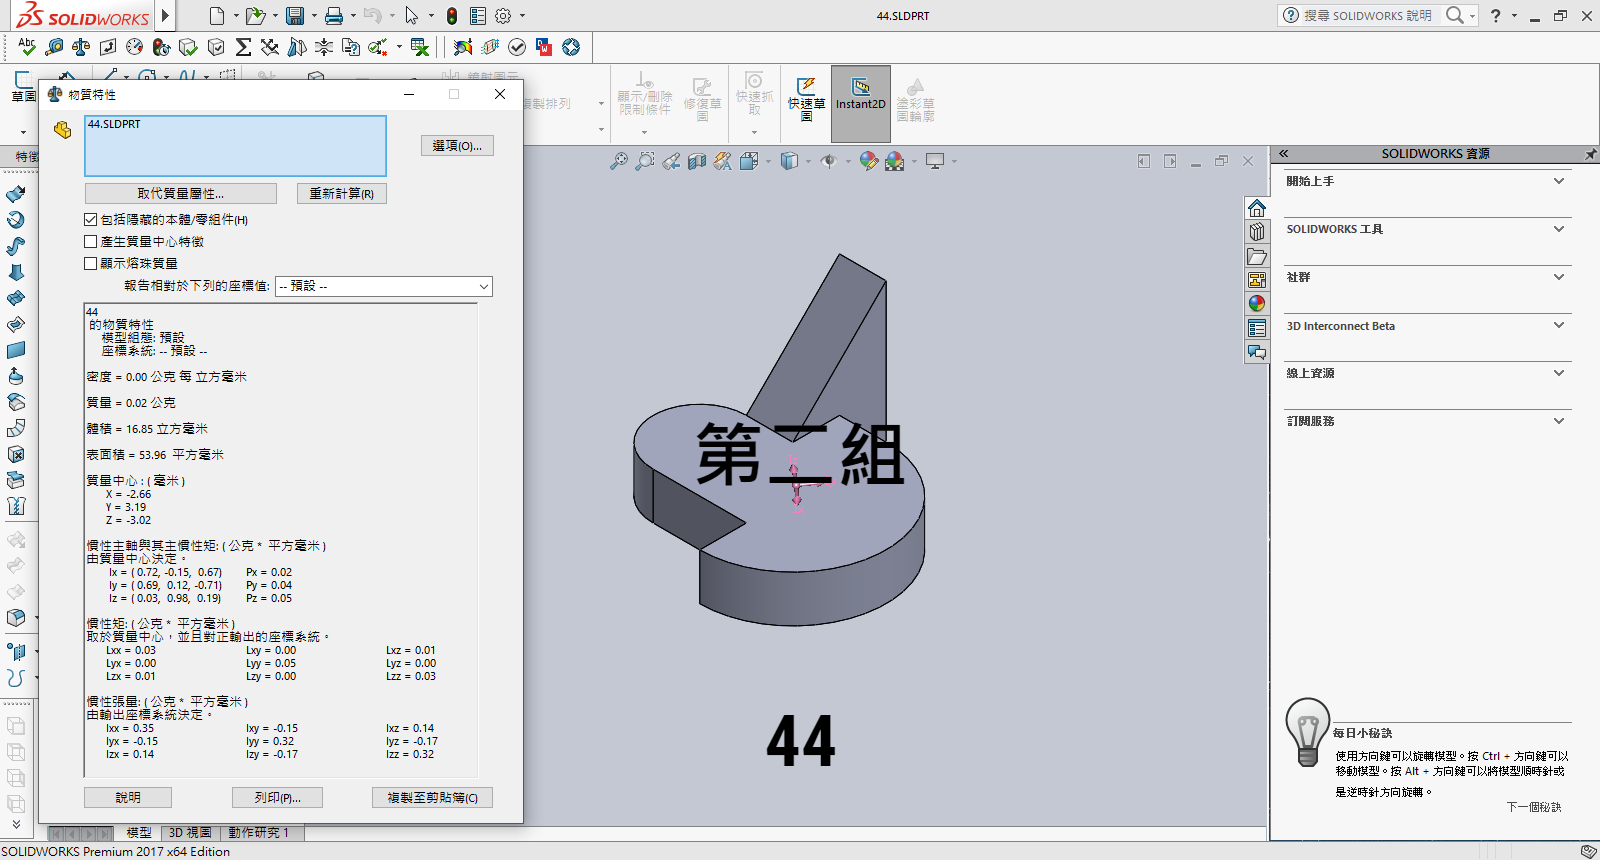 SOLIDWORKS
44.SLDPRT
搜尋 SOLIDWORKS 說明
?
Abc
草圖
複製排列
顯示/刪除限制條件
修復草圖
快速抓取
快速草圖
Instant2D
塗彩草圖輪廓
特徵
物質特性
44.SLDPRT
選項(O)...
取代質量屬性...
重新計算(R)
包括隱藏的本體/零組件(H)
產生質量中心特徵
顯示熔珠質量
報告相對於下列的座標值:
-- 預設 --
44
的物質特性
模型組態: 預設
座標系統: -- 預設 --
密度 = 0.00 公克 每 立方毫米
質量 = 0.02 公克
體積 = 16.85 立方毫米
表面積 = 53.96 平方毫米
質量中心 : ( 毫米 )
X = -2.66
Y = 3.19
Z = -3.02
慣性主軸與其主慣性矩: ( 公克 * 平方毫米 )
由質量中心決定。
Ix = ( 0.72, -0.15, 0.67) Px = 0.02
Iy = ( 0.69, 0.12, -0.71) Py = 0.04
Iz = ( 0.03, 0.98, 0.19) Pz = 0.05
慣性矩: ( 公克 * 平方毫米 )
取於質量中心，並且對正輸出的座標系統。
Lxx = 0.03 Lxy = 0.00 Lxz = 0.01
Lyx = 0.00 Lyy = 0.05 Lyz = 0.00
Lzx = 0.01 Lzy = 0.00 Lzz = 0.03
慣性張量: ( 公克 * 平方毫米 )
由輸出座標系統決定。
Ixx = 0.35 Ixy = -0.15 Ixz = 0.14
Iyx = -0.15 Iyy = 0.32 Iyz = -0.17
Izx = 0.14 Izy = -0.17 Izz = 0.32
說明
列印(P)...
複製至剪貼簿(C)
第二組
44
SOLIDWORKS 資源
開始上手
SOLIDWORKS 工具
社群
3D Interconnect Beta
線上資源
訂閱服務
每日小秘訣
使用方向鍵可以旋轉模型。按 Ctrl + 方向鍵可以
移動模型。按 Alt + 方向鍵可以將模型順時針或
是逆時針方向旋轉。
下一個秘訣
模型
3D 視圖
動作研究 1
SOLIDWORKS Premium 2017 x64 Edition